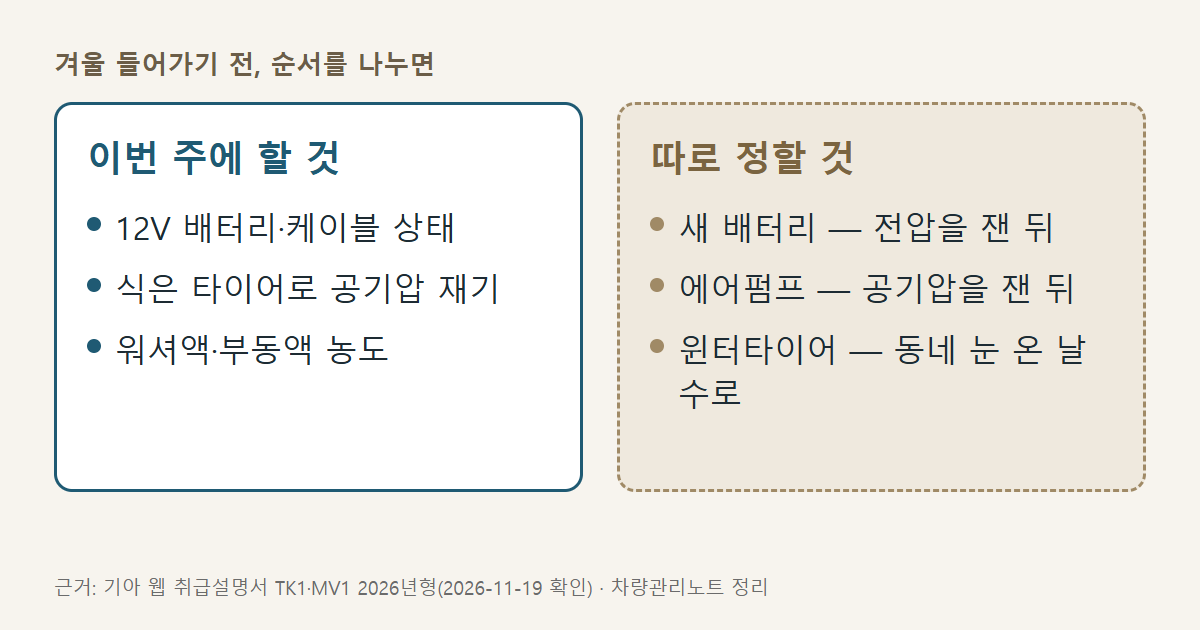 겨울 들어가기 전, 순서를 나누면
이번 주에 할 것
12V 배터리·케이블 상태
식은 타이어로 공기압 재기
워셔액·부동액 농도
따로 정할 것
새 배터리 — 전압을 잰 뒤
에어펌프 — 공기압을 잰 뒤
윈터타이어 — 동네 눈 온 날
수로
근거: 기아 웹 취급설명서 TK1·MV1 2026년형(2026-11-19 확인) · 차량관리노트 정리